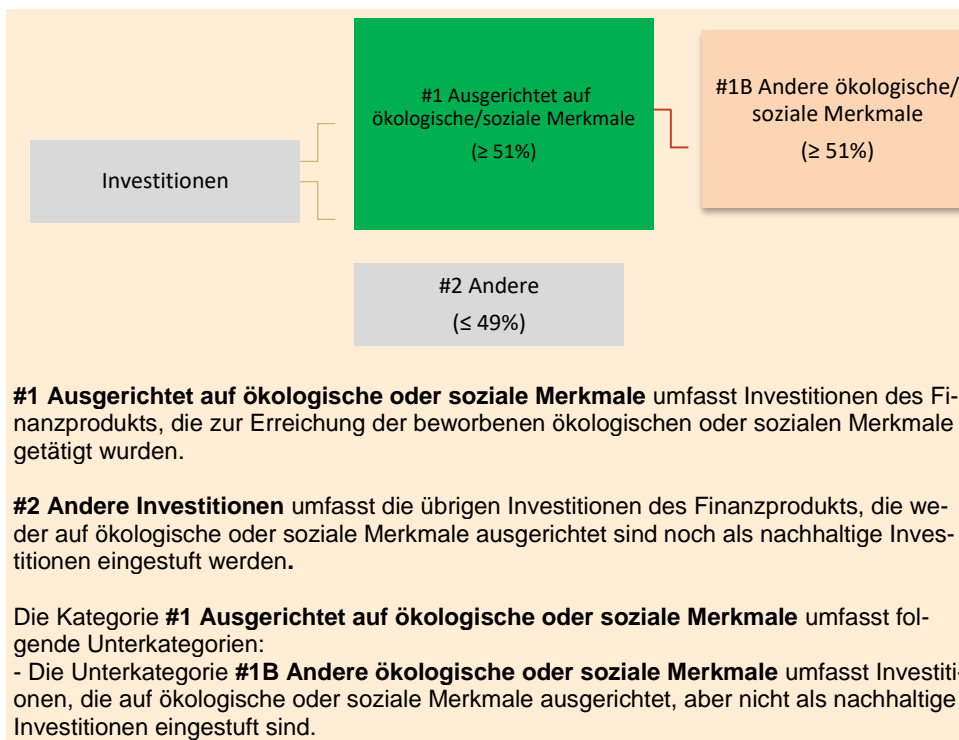 #1 Ausgerichtet auf
ökologische/soziale Merkmale
(≥ 51%)
#1B Andere ökologische/
soziale Merkmale
(≥ 51%)
Investitionen
#2 Andere
(≤ 49%)
#1 Ausgerichtet auf ökologische oder soziale Merkmale umfasst Investitionen des Fi-
nanzprodukts, die zur Erreichung der beworbenen ökologischen oder sozialen Merkmale
getätigt wurden.
#2 Andere Investitionen umfasst die übrigen Investitionen des Finanzprodukts, die we-
der auf ökologische oder soziale Merkmale ausgerichtet sind noch als nachhaltige Inves-
titionen eingestuft werden.
Die Kategorie #1 Ausgerichtet auf ökologische oder soziale Merkmale umfasst fol-
gende Unterkategorien:
- Die Unterkategorie #1B Andere ökologische oder soziale Merkmale umfasst Investiti-
onen, die auf ökologische oder soziale Merkmale ausgerichtet, aber nicht als nachhaltige
Investitionen eingestuft sind.